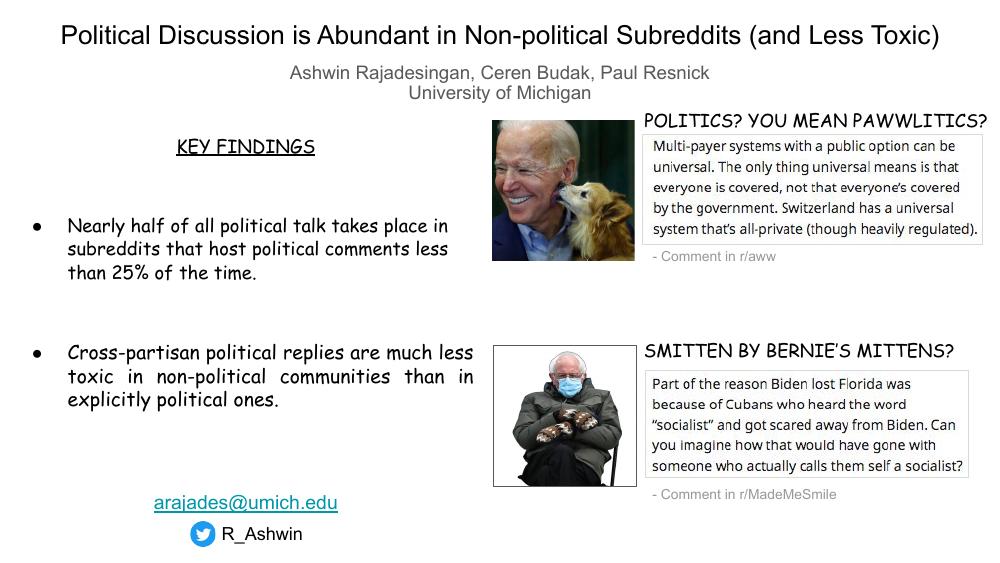 Political Discussion is Abundant in Non-political Subreddits (and Less Toxic)
Ashwin Rajadesingan, Ceren Budak, Paul Resnick
University of Michigan
KEY FINDINGS
● Nearly half of all political talk takes place in
subreddits that host political comments less
than 25% of the time.
● Cross-partisan political replies are much less
toxic in non-political communities than in
explicitly political ones.
arajades@umich.edu
R_Ashwin
POLITICS? YOU MEAN PAWWLITICS?
Multi-payer systems with a public option can be
universal. The only thing universal means is that
everyone is covered, not that everyone's covered
by the government. Switzerland has a universal
system that's all-private (though heavily regulated).
- Comment in r/aww
SMITTEN BY BERNIE'S MITTENS?
Part of the reason Biden lost Florida was
because of Cubans who heard the word
“socialist” and got scared away from Biden. Can
you imagine how that would have gone with
someone who actually calls them self a socialist?
- Comment in r/MadeMeSmile